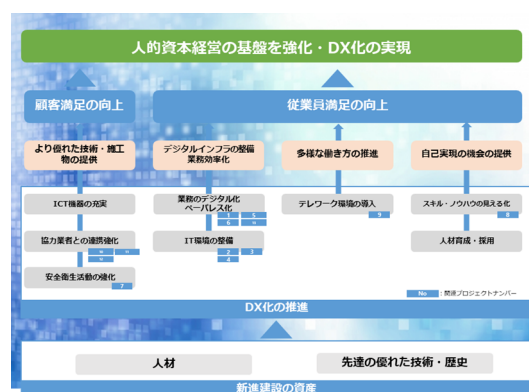 人的資本経営の基盤を強化・DX化の実現
顧客満足の向上
従業員満足の向上
より優れた技術・施工
物の提供
デジタルインフラの整備
業務効率化
多様な働き方の推進
自己実現の機会の提供
ICT機器の充実
業務のデジタル化
ペーパレス化
1 5
6
テレワーク環境の導入
9
スキル・ノウハウの見える化
8
協力業者との連携強化
IT環境の整備
2 3
4
人材育成・採用
安全衛生活動の強化
7
No :関連プロジェクトナンバー
DX化の推進
人材
先達の優れた技術・歴史
新進建設の資産